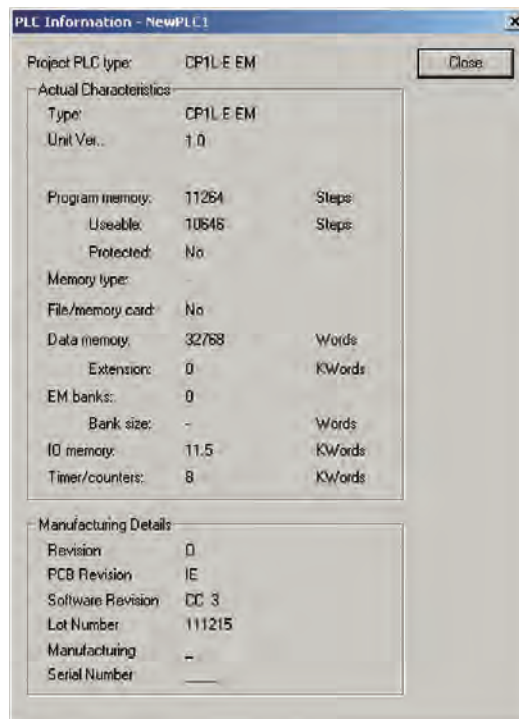 PLC Information - NewPLC1
Project PLC type: CP1L-E EM Close
Actual Characteristics
Type: CP1L-E EM
Unit Ver.: 1.0
Program memory: 11264 Steps
Useable: 10646 Steps
Protected: No
Memory type: -
File/memory card: No
Data memory: 32768 Words
Extension: 0 KWords
EM banks: 0
Bank size: - Words
IO memory: 11.5 KWords
Timer/counters: 8 KWords
Manufacturing Details
Revision
PCB Revision IE
Software Revision CC 3
Lot Number 111215
Manufacturing _
Serial Number ____